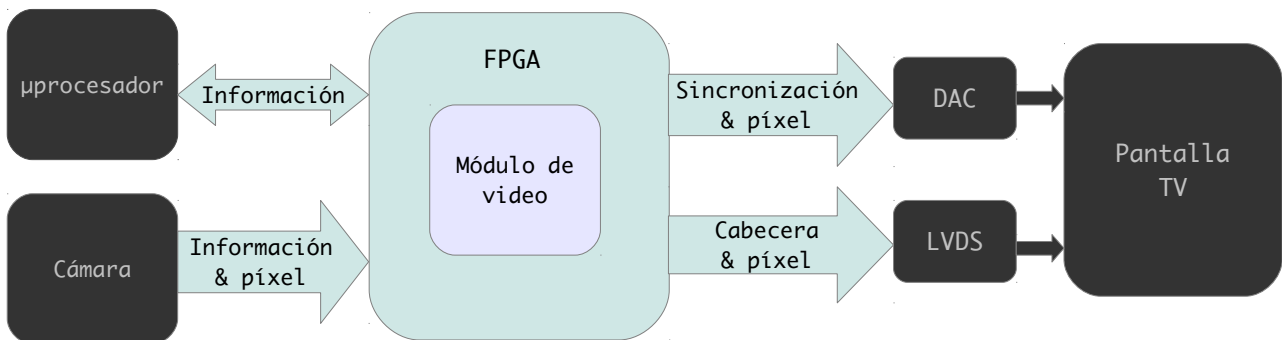 µprocesador
Información
FPGA
Módulo de
video
Sincronización
& píxel
DAC
Pantalla
TV
Cámara
Información
& píxel
Cabecera
& píxel
LVDS